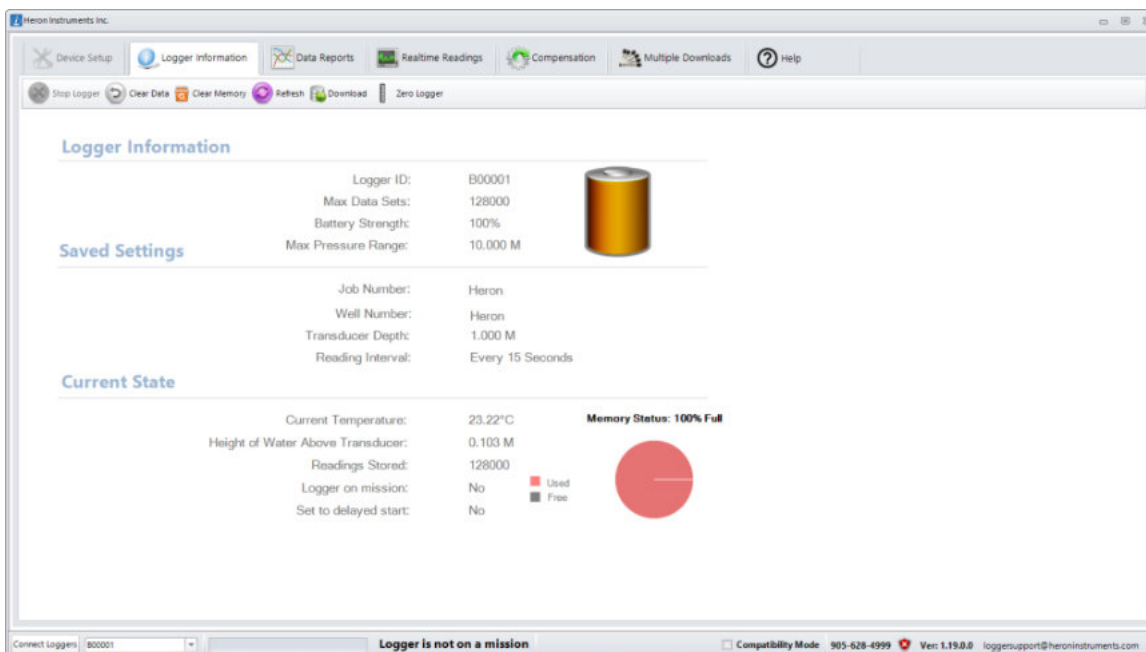 Heron Instruments Inc.
Device Setup Logger Information Data Reports Realtime Readings Compensation Multiple Downloads Help
Stop Logger Clear Data Clear Memory Refresh Download Zero Logger
Logger Information
Logger ID: B00001
Max Data Sets: 128000
Battery Strength: 100%
Max Pressure Range: 10.000 M
Saved Settings
Job Number: Heron
Well Number: Heron
Transducer Depth: 1.000 M
Reading Interval: Every 15 Seconds
Current State
Current Temperature: 23.22°C
Memory Status: 100% Full
Height of Water Above Transducer: 0.103 M
Readings Stored: 128000
Used
Logger on mission: No
Free
Set to delayed start: No
Connect Loggers B00001 Logger is not on a mission Compatibility Mode 905-628-4999 Ver: 1.19.0.0 loggersupport@heroninstruments.com